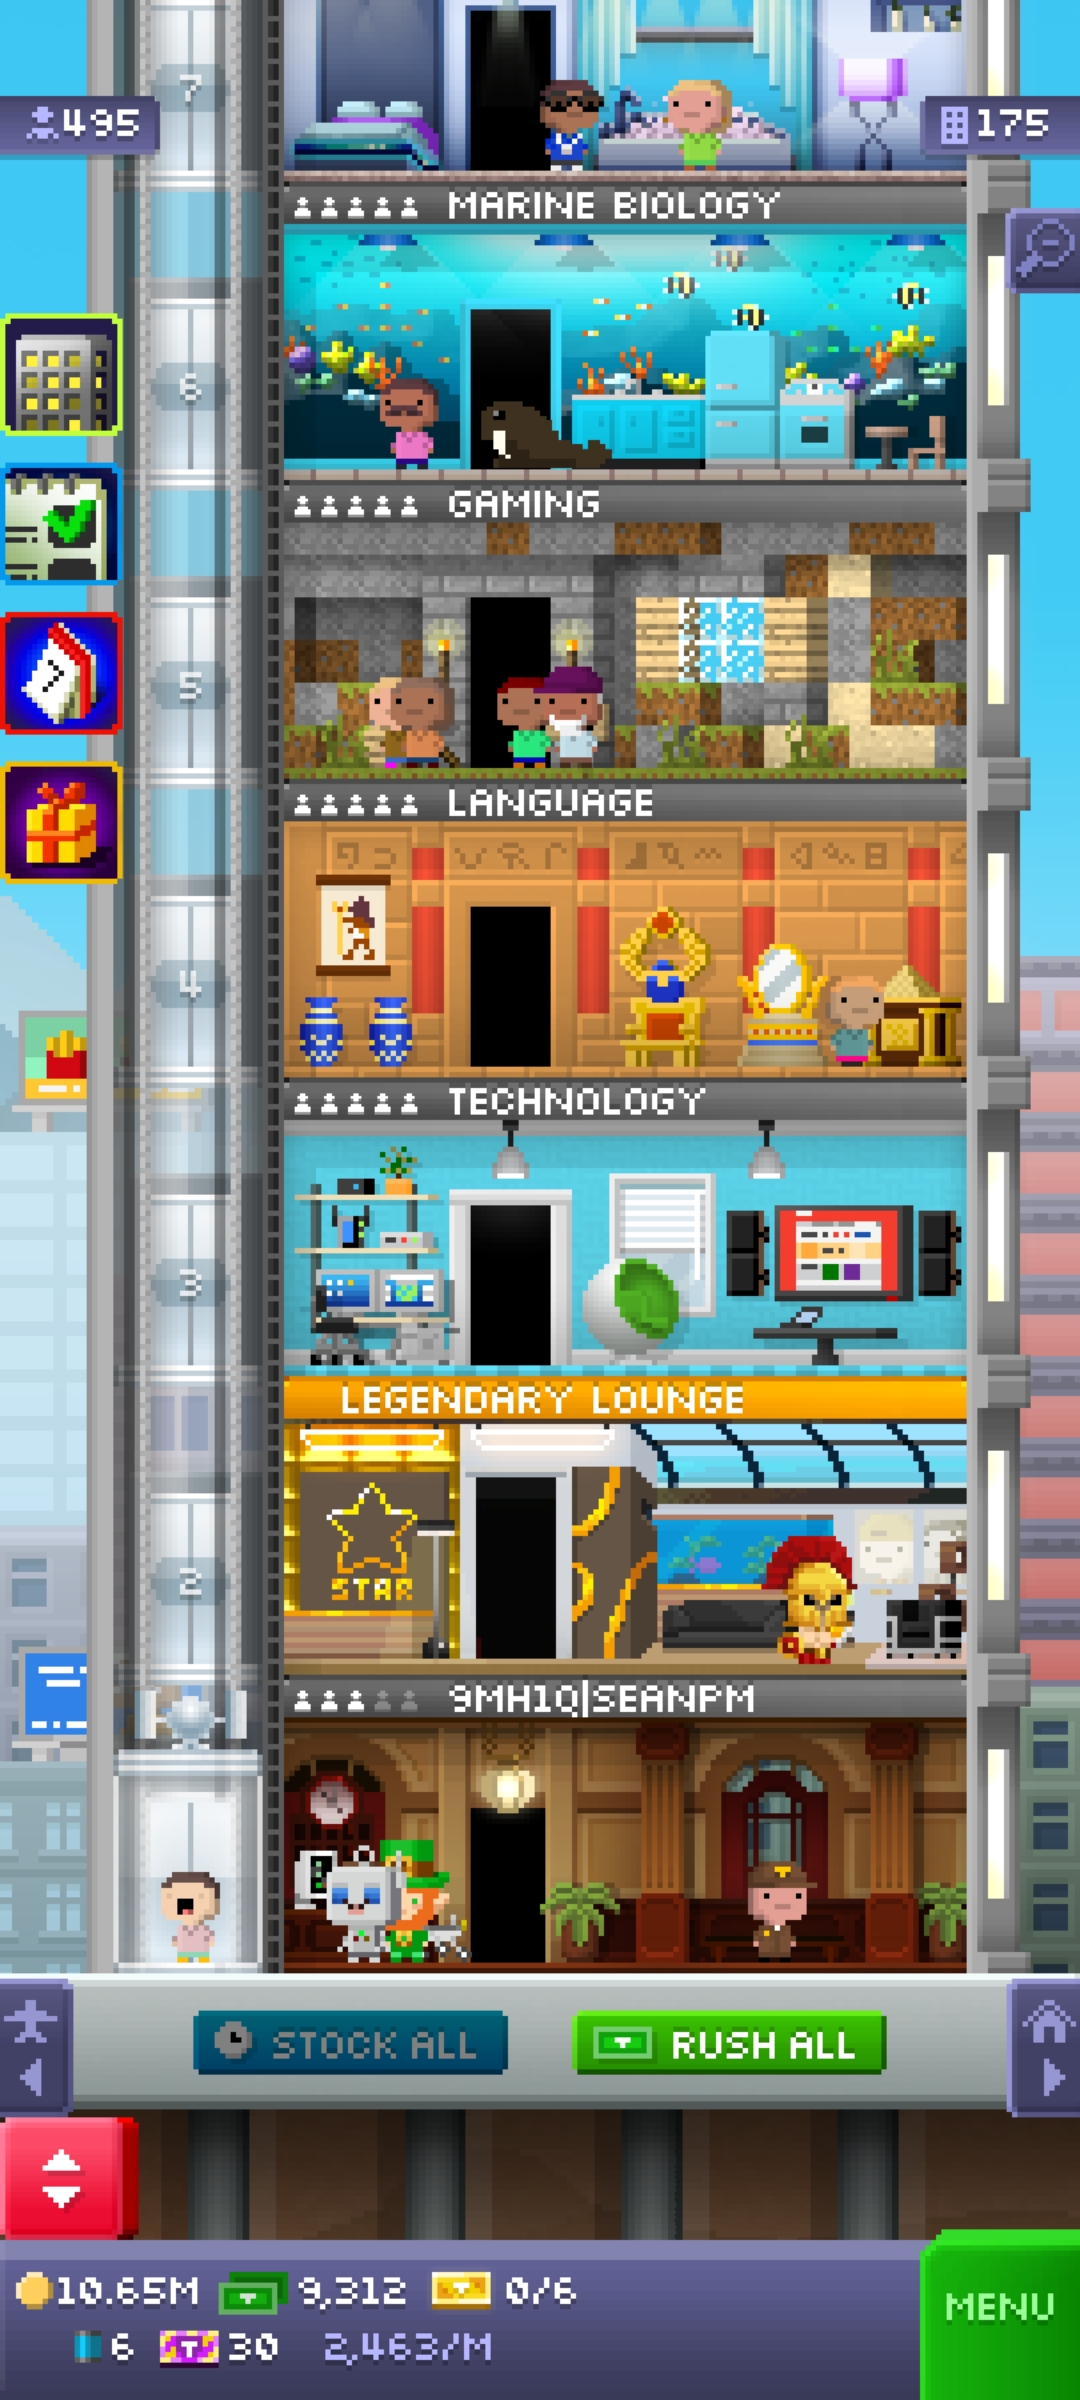 7
495
175
MARINE BIOLOGY
6
GAMING
5
LANGUAGE
4
TECHNOLOGY
3
LEGENDARY LOUNGE
STAR
2
9MH1Q|SEANPM
STOCK ALL
RUSH ALL
10.65M 9,312 0/6
6 T 30 2,463/M
MENU